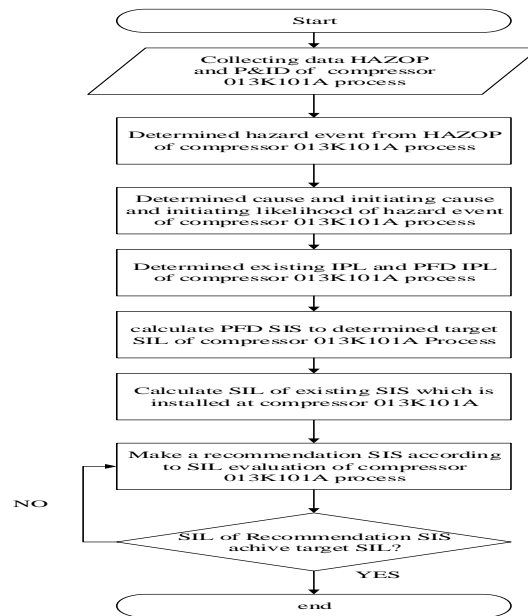 Start
Collecting data HAZOP
and P&ID of compressor
013K101A process
Determined hazard event from HAZOP
of compressor 013K101A process
Determined cause and initiating cause
and initiating likelihood of hazard event
of compressor 013K101A process
Determined existing IPL and PFD IPL
of compressor 013K101A process
calculate PFD SIS to determined target
SIL of compressor 013K101A Process
Calculate SIL of existing SIS which is
installed at compressor 013K101A
Make a recommendation SIS according
to SIL evaluation of compressor
013K101A process
NO
SIL of Recommendation SIS
achive target SIL?
YES
end